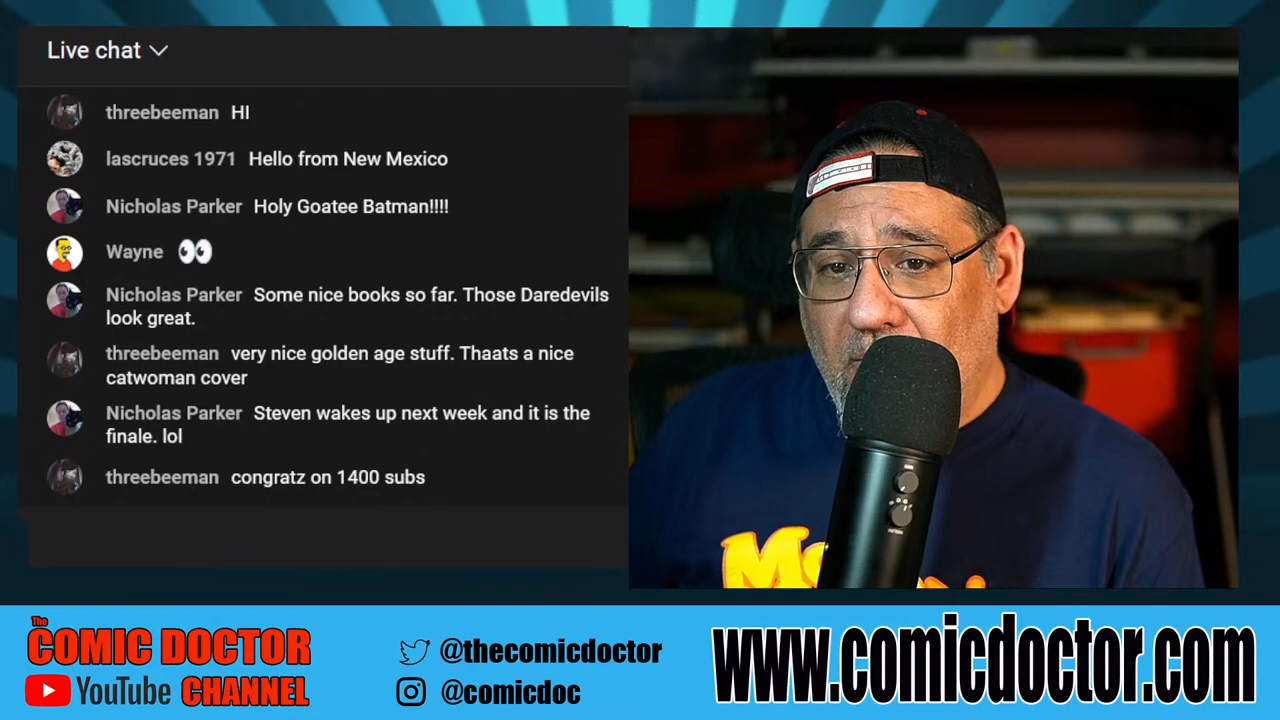 Live chat
threebeeman HI
lascruces 1971 Hello from New Mexico
Nicholas Parker Holy Goatee Batman!!!!
Wayne
Nicholas Parker Some nice books so far. Those Daredevils
look great.
threebeeman very nice golden age stuff. Thaats a nice
catwoman cover
Nicholas Parker Steven wakes up next week and it is the
finale. lol
threebeeman congratz on 1400 subs
The
COMIC DOCTOR
YouTube CHANNEL
@thecomicdoctor
@comicdoc
www.comicdoctor.com